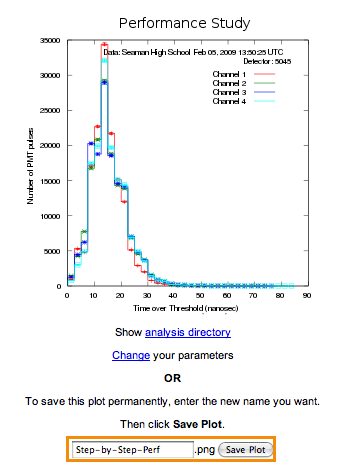 Performance Study
35000
Data: Seaman High School Feb 05, 2009 13:50:25 UTC
Detector: 5045
Channel 1
Channel 2
Channel 3
Channel 4
30000
25000
20000
15000
10000
5000
0
Number of PMT pulses
0 10 20 30 40 50 60 70 80 90
Time over Threshold (nanosec)
Show analysis directory
Change your parameters
OR
To save this plot permanently, enter the new name you want.
Then click Save Plot.
Step-by-Step-Perf .png Save Plot